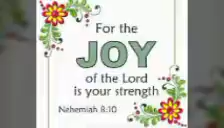 For the
JOY
of the Lord
is your strength
Nehemiah 8:10